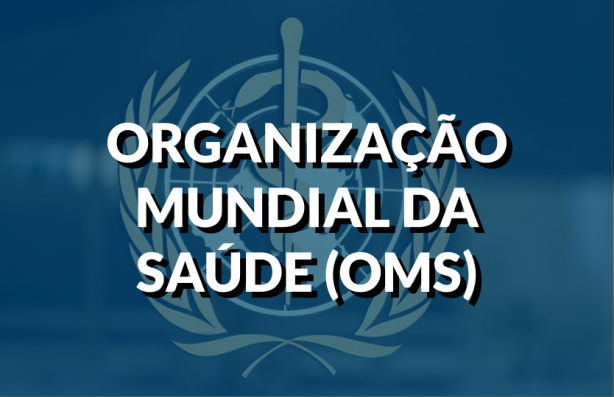 ORGANIZAÇÃO
MUNDIAL DA
SAÚDE (OMS)